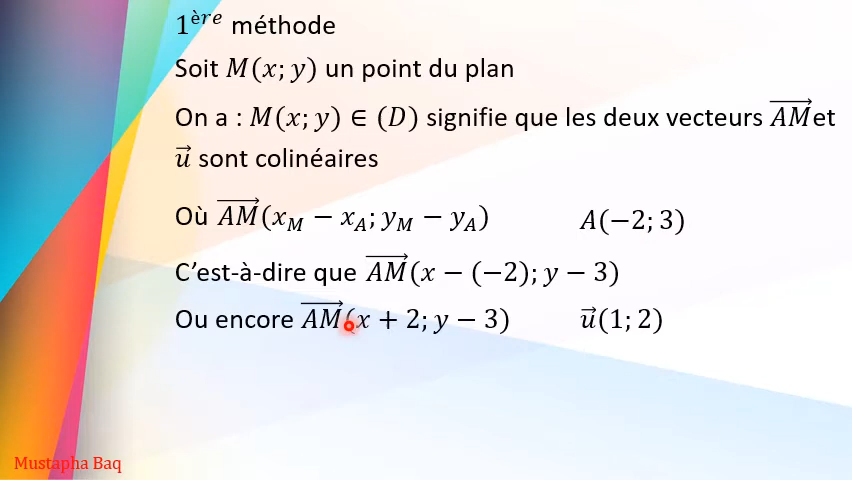 1ère méthode
Soit M(x; y) un point du plan
On a : M(x; y) ∈ (D) signifie que les deux vecteurs AM⃗ et
u⃗ sont colinéaires
Où AM⃗(x_M − x_A; y_M − y_A) A(−2; 3)
C’est-à-dire que AM⃗(x − (−2); y − 3)
Ou encore AM⃗(x + 2; y − 3) u⃗(1; 2)
Mustapha Baq